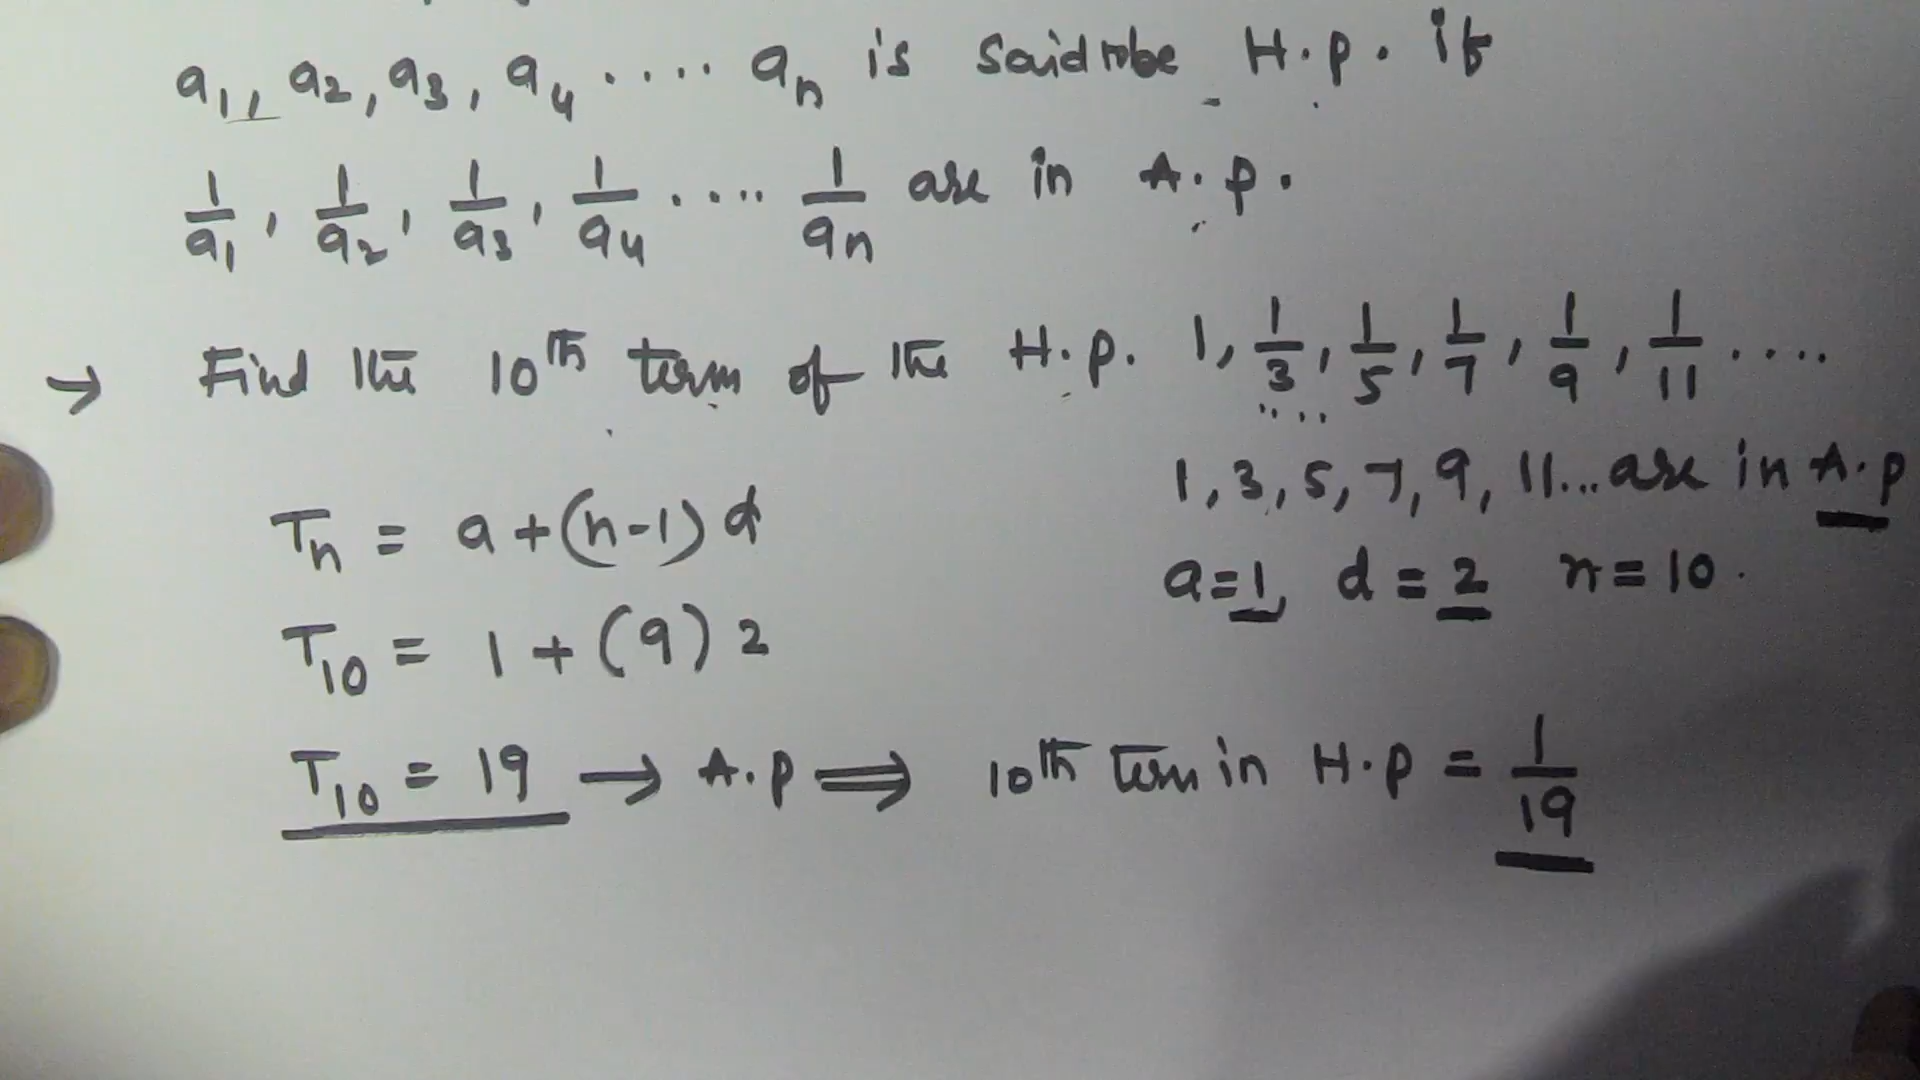 a1, a2, a3, a4 .... an is said to be H.p. if
1/a1, 1/a2, 1/a3, 1/a4 .... 1/an are in A.p.
→ Find the 10th term of the H.p. 1, 1/3, 1/5, 1/7, 1/9, 1/11 ....
1, 3, 5, 7, 9, 11... are in A.p
Tn = a + (n-1) d
a=1, d = 2 n = 10.
T10 = 1 + (9) 2
T10 = 19 → A.p ⟹ 10th term in H.p = 1/19